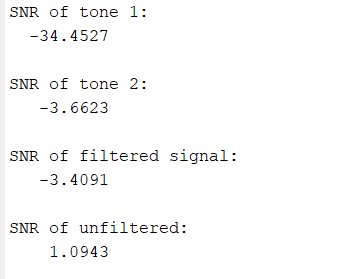 SNR of tone 1:
-34.4527
SNR of tone 2:
-3.6623
SNR of filtered signal:
-3.4091
SNR of unfiltered:
1.0943